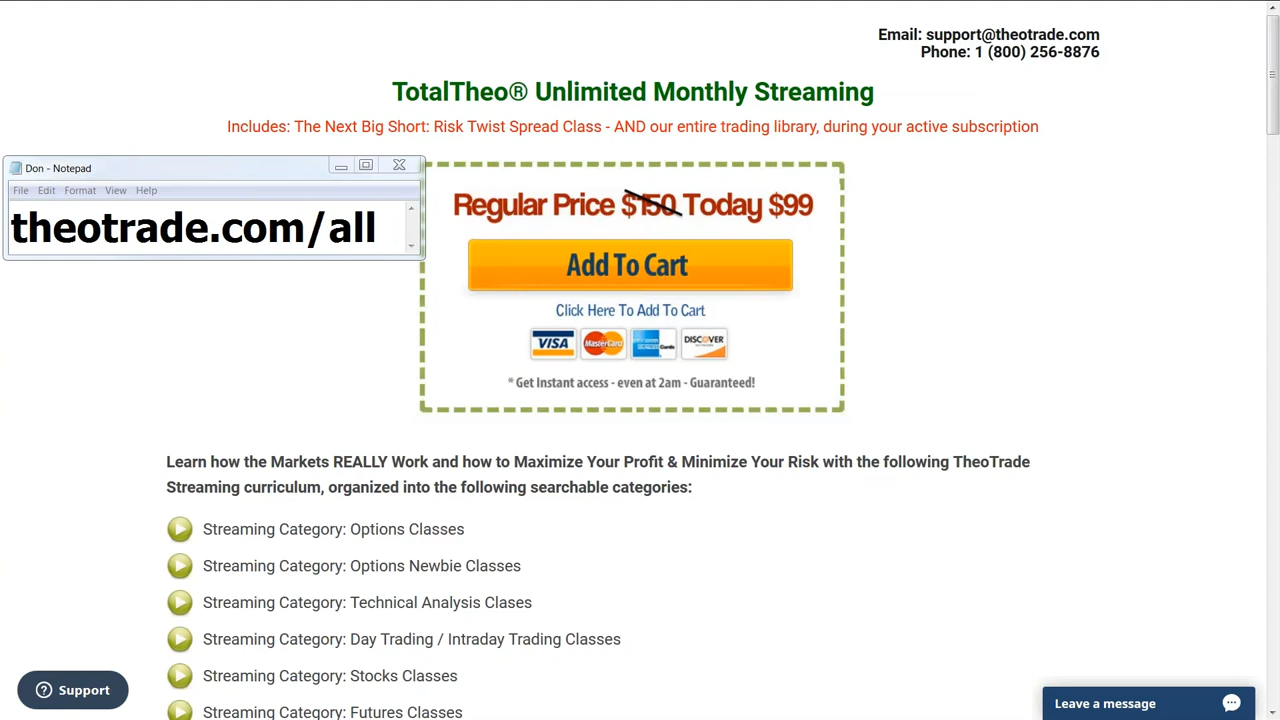 Email: support@theotrade.com
Phone: 1 (800) 256-8876
TotalTheo® Unlimited Monthly Streaming
Includes: The Next Big Short: Risk Twist Spread Class - AND our entire trading library, during your active subscription
Don - Notepad
File Edit Format View Help
theotrade.com/all
Regular Price $150 Today $99
Add To Cart
Click Here To Add To Cart
VISA MasterCard Cards DISCOVER
* Get Instant access - even at 2am - Guaranteed!
Learn how the Markets REALLY Work and how to Maximize Your Profit & Minimize Your Risk with the following TheoTrade
Streaming curriculum, organized into the following searchable categories:
Streaming Category: Options Classes
Streaming Category: Options Newbie Classes
Streaming Category: Technical Analysis Clases
Streaming Category: Day Trading / Intraday Trading Classes
Streaming Category: Stocks Classes
Streaming Category: Futures Classes
Support
Leave a message